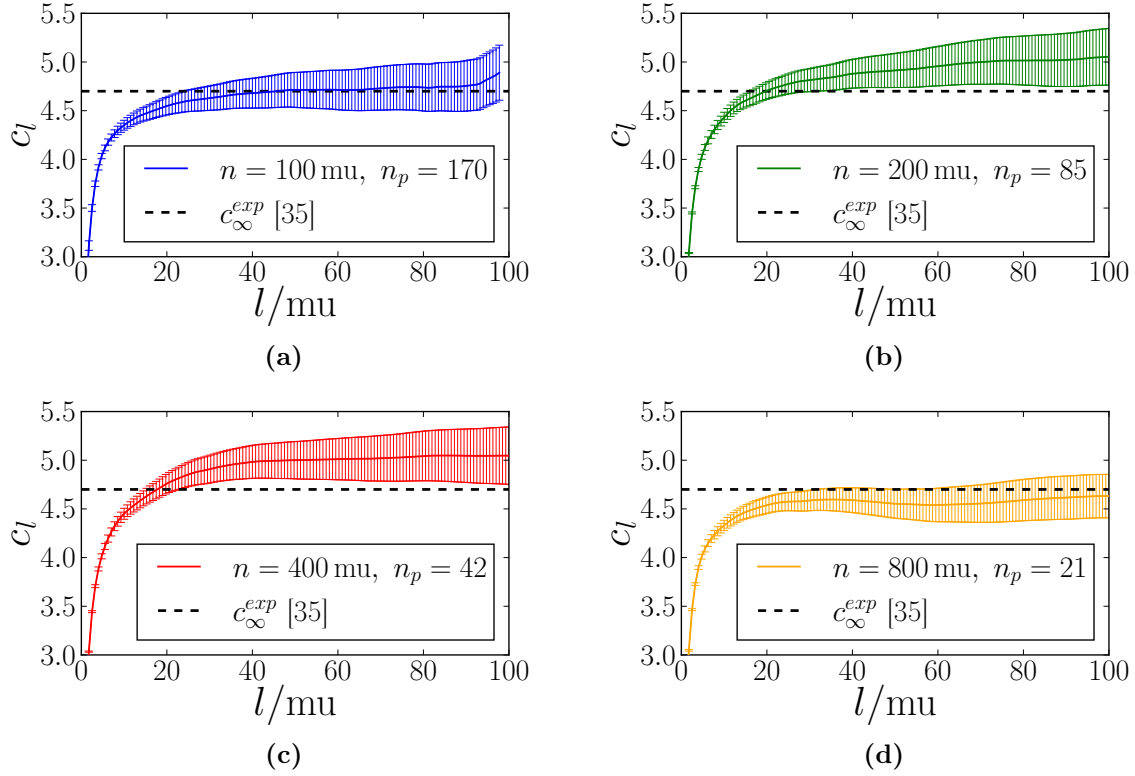 5.5
5.0
4.5
4.0
3.5
3.0
c_l
n = 100 mu, n_p = 170
c_∞^{exp} [35]
0 20 40 60 80 100
l/mu
(a)
5.5
5.0
4.5
4.0
3.5
3.0
c_l
n = 200 mu, n_p = 85
c_∞^{exp} [35]
0 20 40 60 80 100
l/mu
(b)
5.5
5.0
4.5
4.0
3.5
3.0
c_l
n = 400 mu, n_p = 42
c_∞^{exp} [35]
0 20 40 60 80 100
l/mu
(c)
5.5
5.0
4.5
4.0
3.5
3.0
c_l
n = 800 mu, n_p = 21
c_∞^{exp} [35]
0 20 40 60 80 100
l/mu
(d)